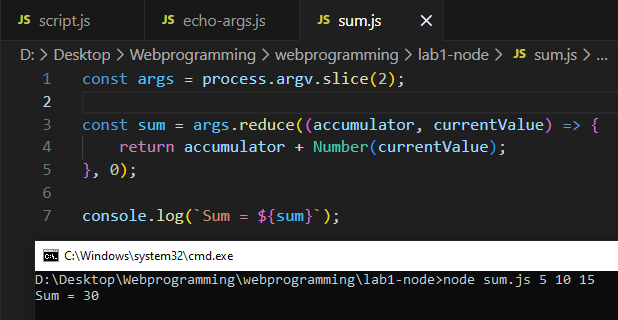 JS script.js JS echo-args.js JS sum.js ×
D: > Desktop > Webprogramming > webprogramming > lab1-node > JS sum.js > ...
1 const args = process.argv.slice(2);
2
3 const sum = args.reduce((accumulator, currentValue) => {
4 return accumulator + Number(currentValue);
5 }, 0);
6
7 console.log(`Sum = ${sum}`);
C:\Windows\system32\cmd.exe
D:\Desktop\Webprogramming\webprogramming\lab1-node>node sum.js 5 10 15
Sum = 30